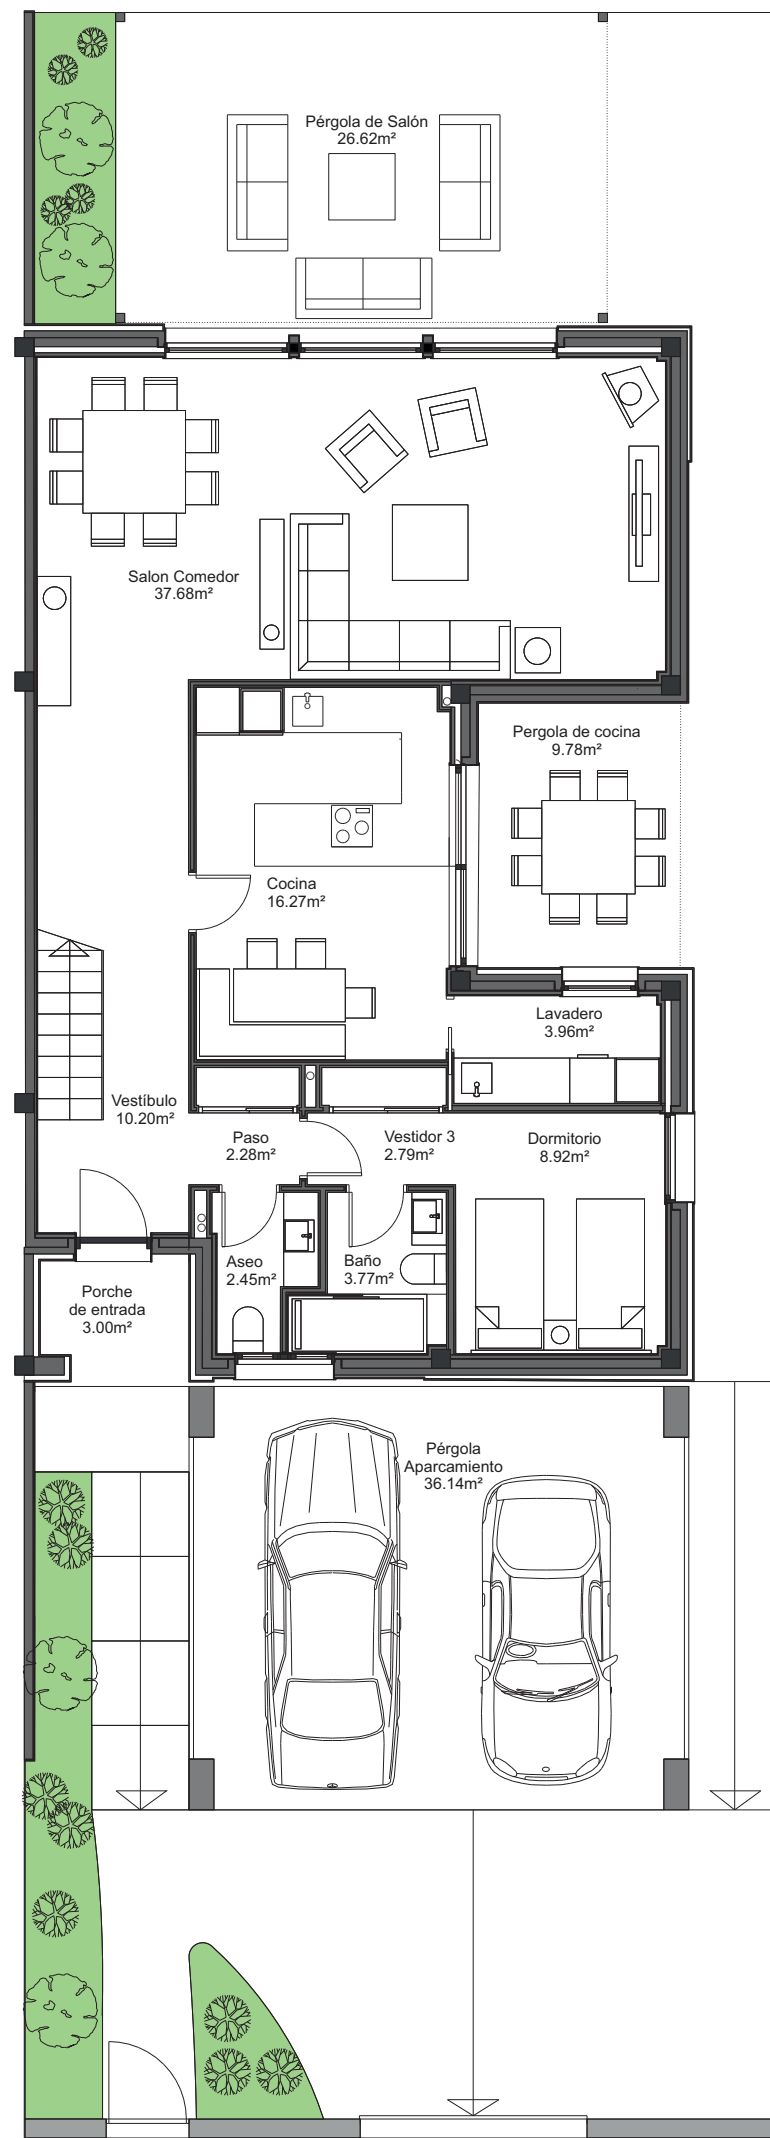 Pérgola de Salón
26.62m²
Salon Comedor
37.68m²
Pergola de cocina
9.78m²
Cocina
16.27m²
Lavadero
3.96m²
Vestíbulo
10.20m²
Paso
2.28m²
Vestidor 3
2.79m²
Dormitorio
8.92m²
Aseo
2.45m²
Baño
3.77m²
Porche
de entrada
3.00m²
Pérgola
Aparcamiento
36.14m²